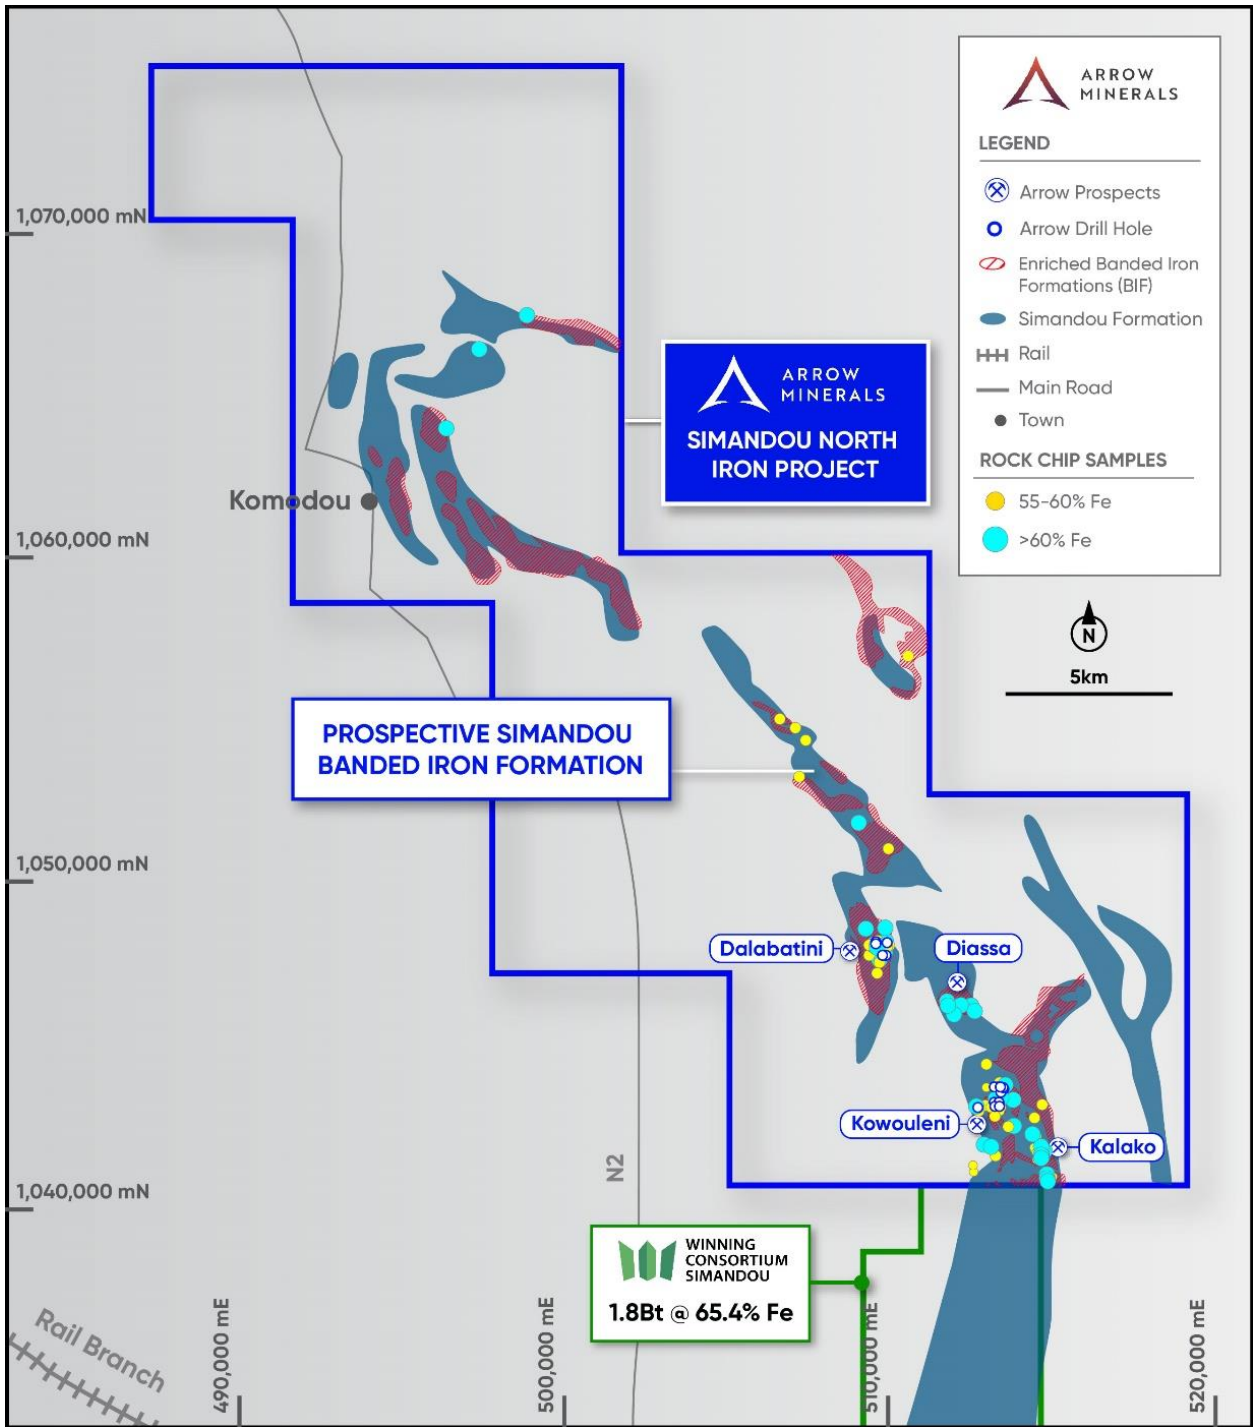 ARROW
MINERALS
LEGEND
Arrow Prospects
Arrow Drill Hole
Enriched Banded Iron
Formations (BIF)
Simandou Formation
Rail
Main Road
Town
ROCK CHIP SAMPLES
55-60% Fe
>60% Fe
N
5km
1,070,000 mN
1,060,000 mN
1,050,000 mN
1,040,000 mN
ARROW
MINERALS
SIMANDOU NORTH
IRON PROJECT
Komodou
PROSPECTIVE SIMANDOU
BANDED IRON FORMATION
Dalabatini
Diassa
Kowouleni
Kalako
N2
WINNING
CONSORTIUM
SIMANDOU
1.8Bt @ 65.4% Fe
Rail Branch
490,000 mE
500,000 mE
510,000 mE
520,000 mE